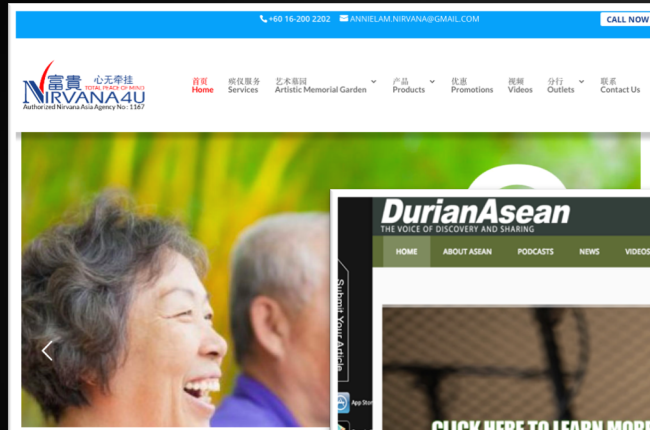 +60 16-200 2202 ANNIELAM.NIRVANA@GMAIL.COM CALL NOW
富貴 心无牵挂
TOTAL PEACE OF MIND
NIRVANA4U
Authorized Nirvana Asia Agency No : 1167
首页 殡仪服务 艺术墓园 产品 优惠 视频 分行 联系
Home Services Artistic Memorial Garden Products Promotions Videos Outlets Contact Us
DurianAsean
THE VOICE OF DISCOVERY AND SHARING
HOME ABOUT ASEAN PODCASTS NEWS VIDEOS
Submit Your Article
App Stor
CLICK HERE TO LEARN MORE